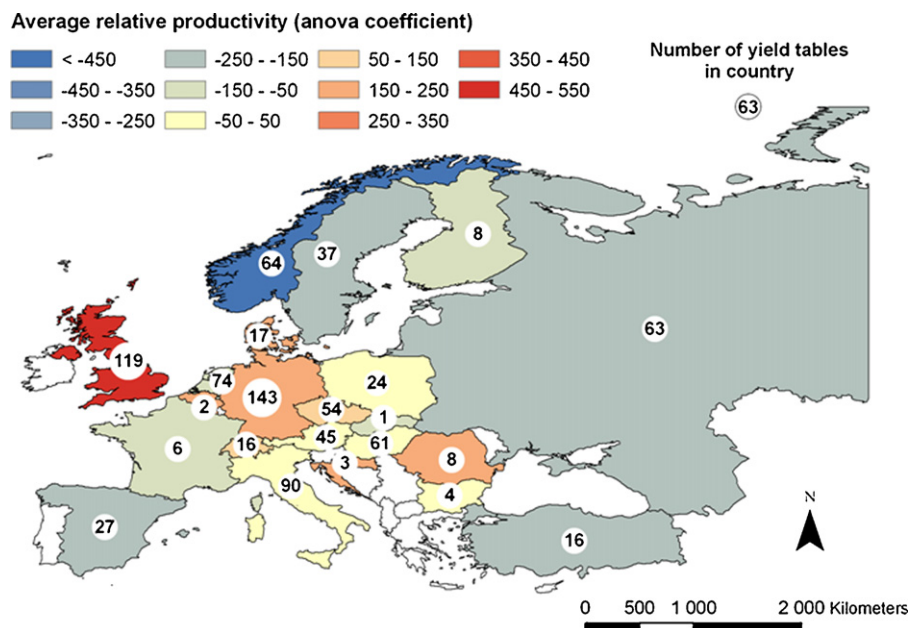 Average relative productivity (anova coefficient)
< -450
-250 - -150
50 - 150
350 - 450
-450 - -350
-150 - -50
150 - 250
450 - 550
-350 - -250
-50 - 50
250 - 350
Number of yield tables
in country
63
8
37
64
63
17
119
74
24
143
2
54
1
45
61
16
6
3
8
90
4
27
16
N
0 500 1 000 2 000 Kilometers